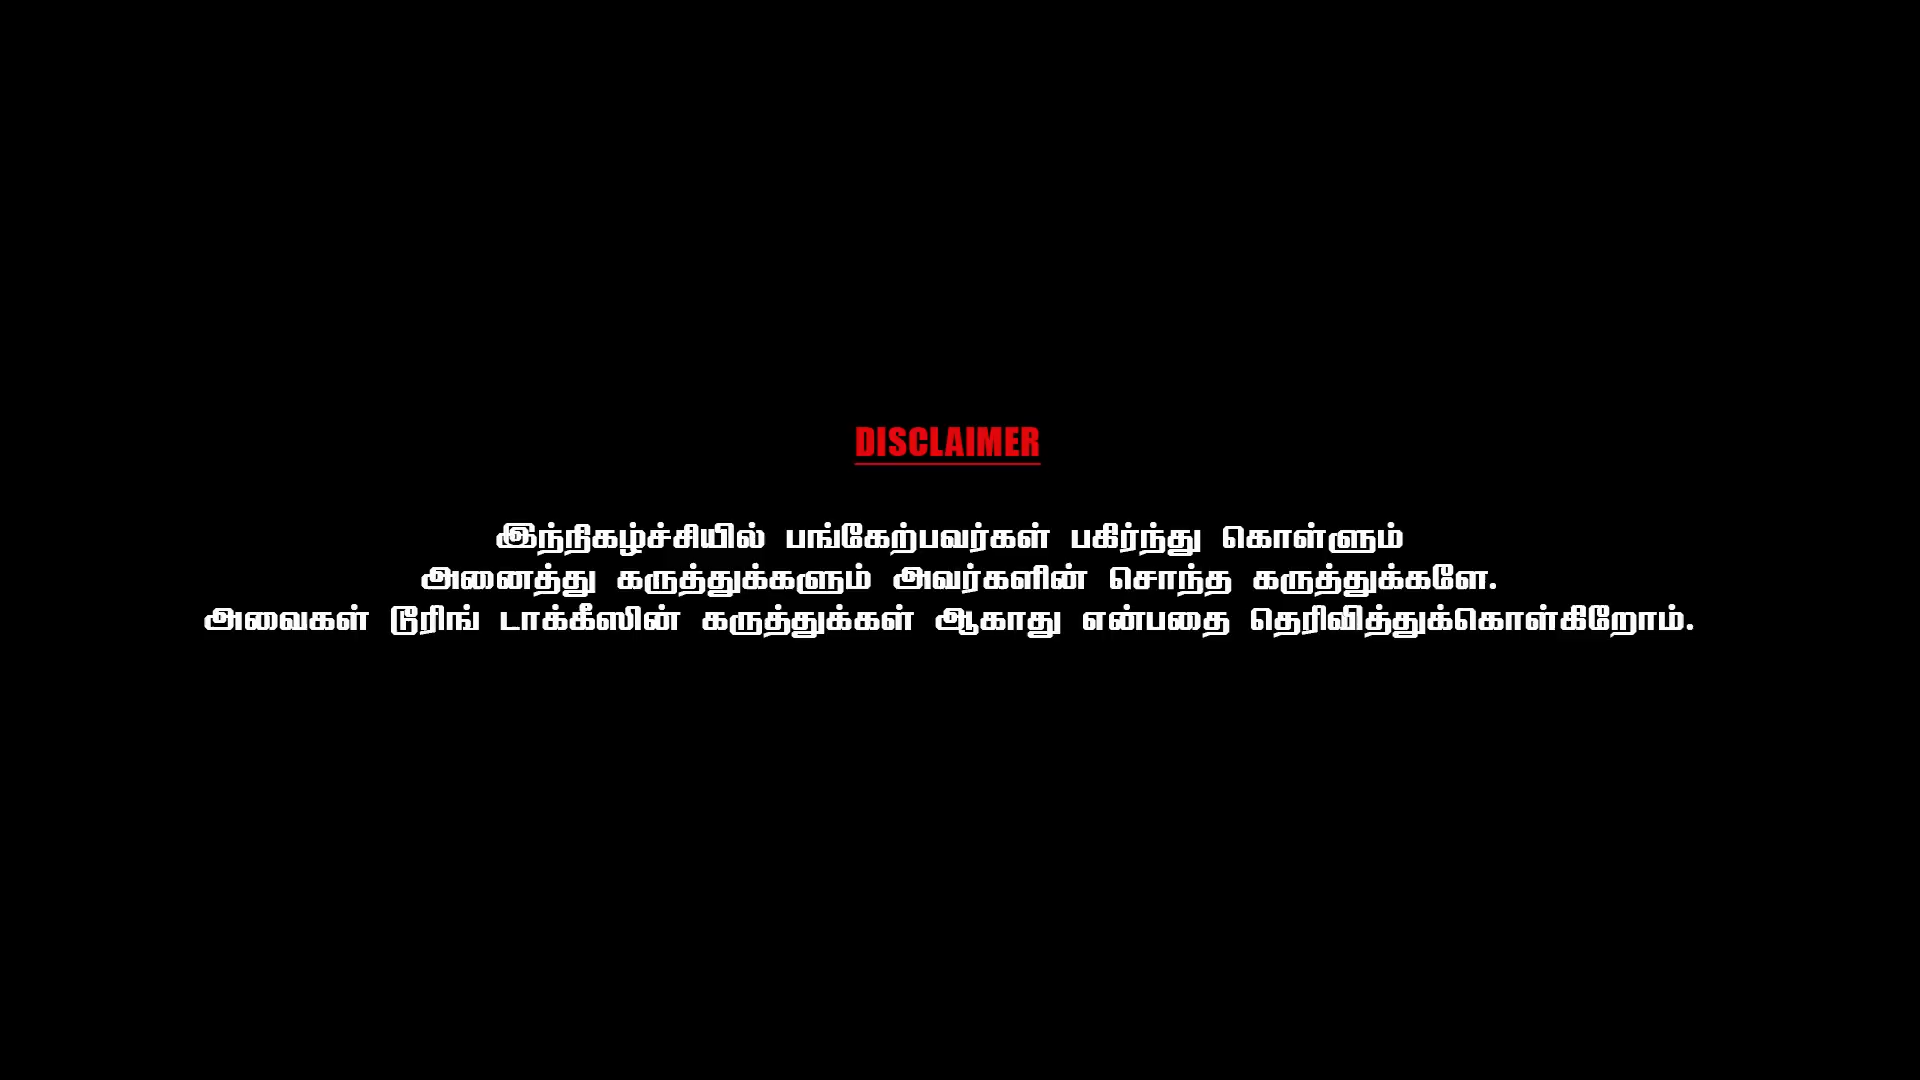 DISCLAIMER
இந்நிகழ்ச்சியில் பங்கேற்பவர்கள் பகிர்ந்து கொள்ளும்
அனைத்து கருத்துக்களும் அவர்களின் சொந்த கருத்துக்களே.
அவைகள் டூரிங் டாக்கீஸின் கருத்துக்கள் ஆகாது என்பதை தெரிவித்துக்கொள்கிறோம்.